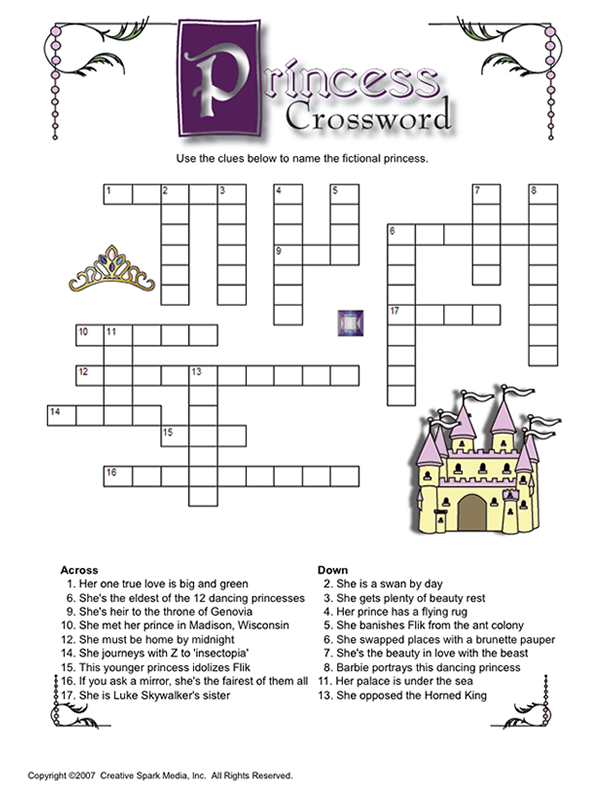 Princess
Crossword
Use the clues below to name the fictional princess.
1 2 3 4 5 7 8
6
9
17
10 11
12 13
14
15
16
Across
1. Her one true love is big and green
6. She's the eldest of the 12 dancing princesses
9. She's heir to the throne of Genovia
10. She met her prince in Madison, Wisconsin
12. She must be home by midnight
14. She journeys with Z to 'insectopia'
15. This younger princess idolizes Flik
16. If you ask a mirror, she's the fairest of them all
17. She is Luke Skywalker's sister
Down
2. She is a swan by day
3. She gets plenty of beauty rest
4. Her prince has a flying rug
5. She banishes Flik from the ant colony
6. She swapped places with a brunette pauper
7. She's the beauty in love with the beast
8. Barbie portrays this dancing princess
11. Her palace is under the sea
13. She opposed the Horned King
Copyright ©2007 Creative Spark Media, Inc. All Rights Reserved.